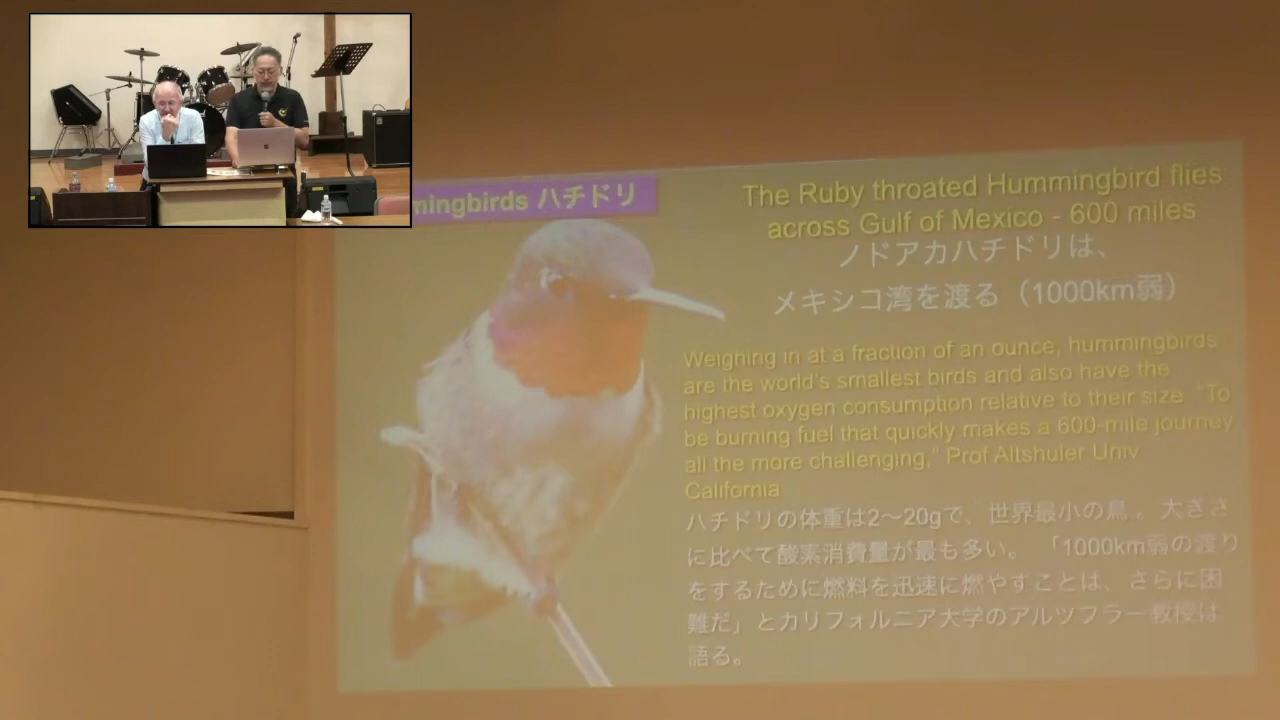 mingbirds ハチドリ
The Ruby throated Hummingbird flies
across Gulf of Mexico - 600 miles
ノドアカハチドリは、
メキシコ湾を渡る（1000km弱）
Weighing in at a fraction of an ounce, hummingbirds
are the world's smallest birds and also have the
highest oxygen consumption relative to their size. "To
be burning fuel that quickly makes a 600-mile journey
all the more challenging," Prof Altshuler Univ
California
ハチドリの体重は2〜20gで、世界最小の鳥。大きさ
に比べて酸素消費量が最も多い。「1000km弱の渡り
をするために燃料を迅速に燃やすことは、さらに困
難だ」とカリフォルニア大学のアルツフラー教授は
語る。